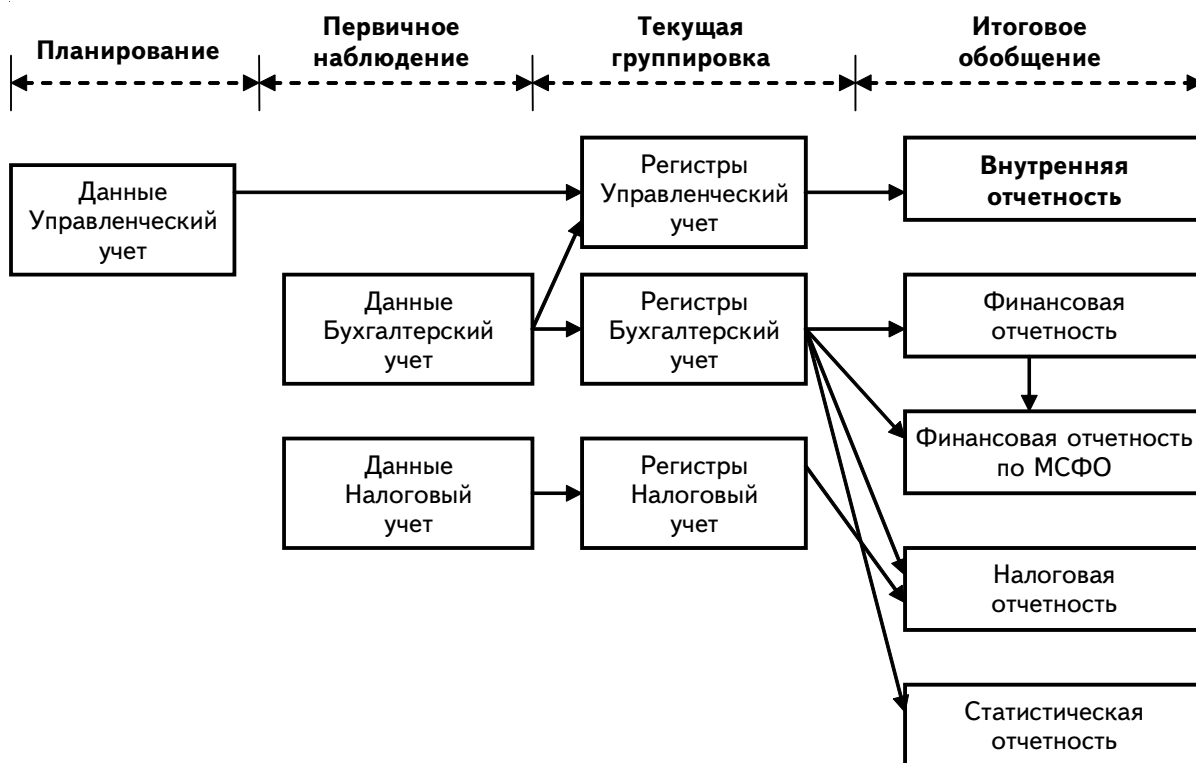 Планирование
Первичное
наблюдение
Текущая
группировка
Итоговое
обобщение
Данные
Управленческий
учет
Регистры
Управленческий
учет
Внутренняя
отчетность
Данные
Бухгалтерский
учет
Регистры
Бухгалтерский
учет
Финансовая
отчетность
Финансовая отчетность
по МСФО
Данные
Налоговый
учет
Регистры
Налоговый
учет
Налоговая
отчетность
Статистическая
отчетность